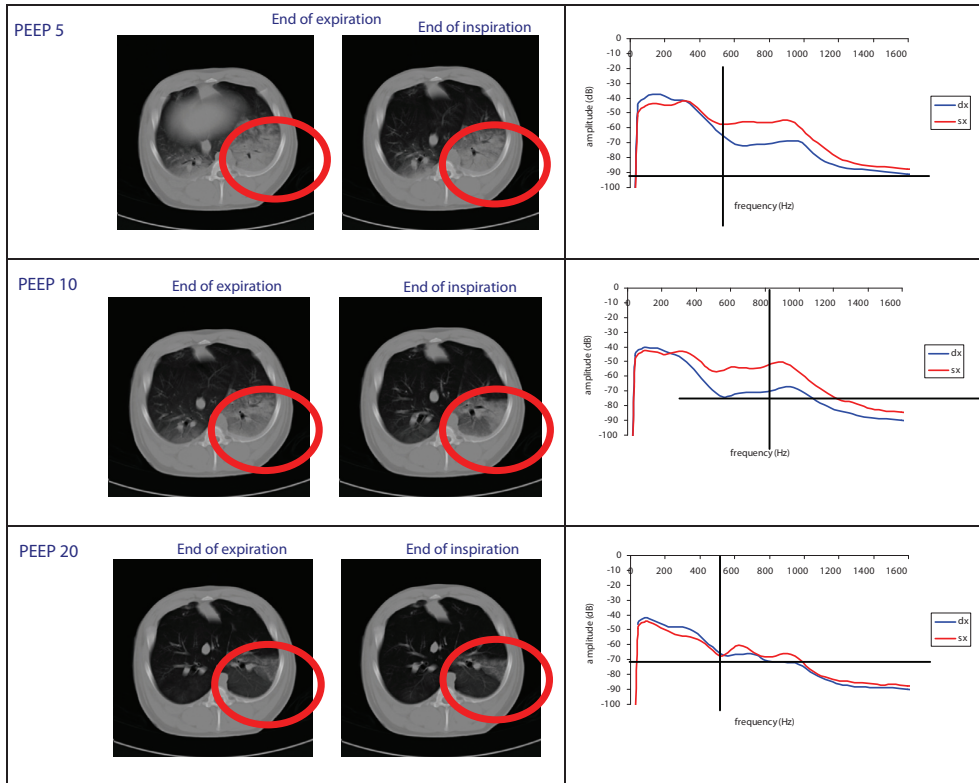 PEEP 5
End of expiration
End of inspiration
0
-10
-20
-30
-40
-50
-60
-70
-80
-90
-100
0 200 400 600 800 1000 1200 1400 1600
amplitude (dB)
frequency (Hz)
dx
sx
PEEP 10
End of expiration
End of inspiration
0
-10
-20
-30
-40
-50
-60
-70
-80
-90
-100
0 200 400 600 800 1000 1200 1400 1600
amplitude (dB)
frequency (Hz)
dx
sx
PEEP 20
End of expiration
End of inspiration
0
-10
-20
-30
-40
-50
-60
-70
-80
-90
-100
0 200 400 600 800 1000 1200 1400 1600
amplitude (dB)
frequency (Hz)
dx
sx